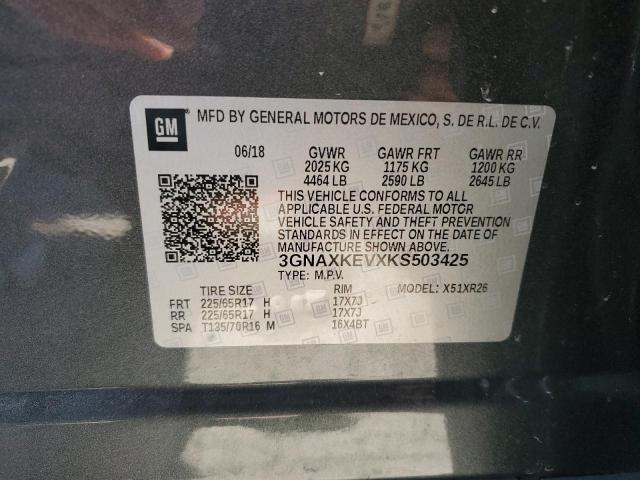 GM MFD BY GENERAL MOTORS DE MEXICO, S. DE R.L. DE C.V.
06/18 GVWR GAWR FRT GAWR RR
2025 KG 1175 KG 1200 KG
4464 LB 2590 LB 2645 LB
THIS VEHICLE CONFORMS TO ALL
APPLICABLE U.S. FEDERAL MOTOR
VEHICLE SAFETY AND THEFT PREVENTION
STANDARDS IN EFFECT ON THE DATE OF
MANUFACTURE SHOWN ABOVE.
3GNAXKEVXKS503425
TYPE: M.P.V.
TIRE SIZE RIM MODEL: X51XR26
FRT 225/65R17 H 17X7J
RR 225/65R17 H 17X7J
SPA T135/70R16 M 16X4BT